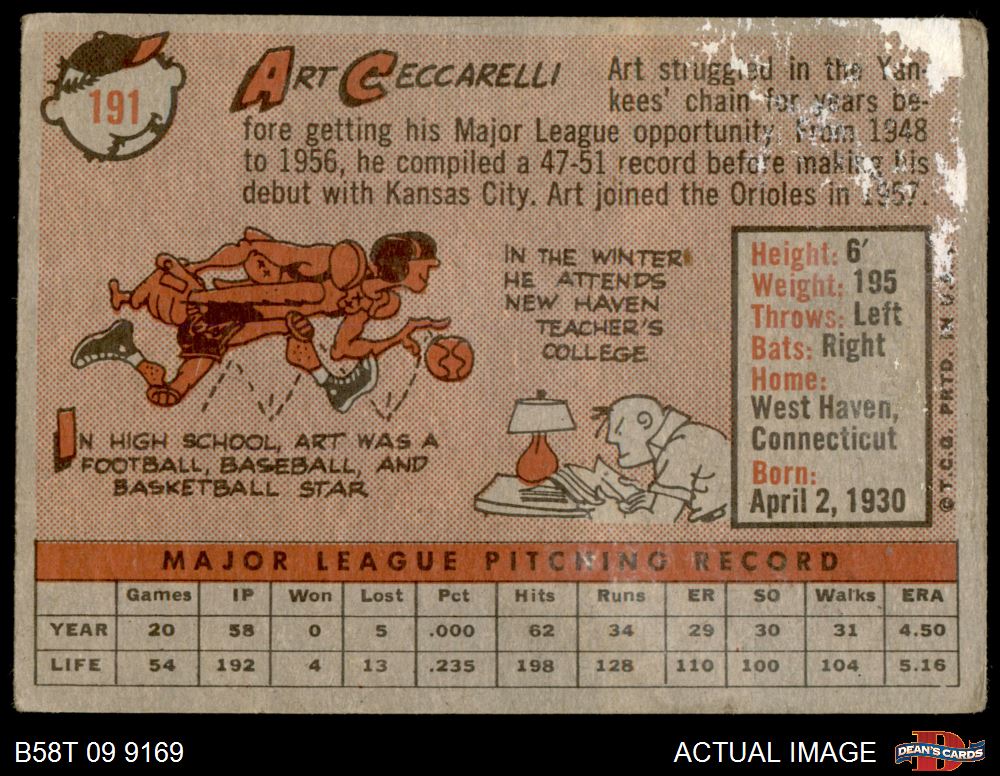 191
ART CECCARELLI
Art struggled in the Yan-
kees' chain for years be-
fore getting his Major League opportunity. From 1948
to 1956, he compiled a 47-51 record before making his
debut with Kansas City. Art joined the Orioles in 1957.
IN THE WINTER
HE ATTENDS
NEW HAVEN
TEACHER'S
COLLEGE
IN HIGH SCHOOL, ART WAS A
FOOTBALL, BASEBALL, AND
BASKETBALL STAR
Height: 6'
Weight: 195
Throws: Left
Bats: Right
Home:
West Haven,
Connecticut
Born:
April 2, 1930
© T.C.G. PRTD. IN U.S.
MAJOR LEAGUE PITCHING RECORD
Games IP Won Lost Pct Hits Runs ER SO Walks ERA
YEAR 20 58 0 5 .000 62 34 29 30 31 4.50
LIFE 54 192 4 13 .235 198 128 110 100 104 5.16
B58T 09 9169
ACTUAL IMAGE
DEAN'S CARDS